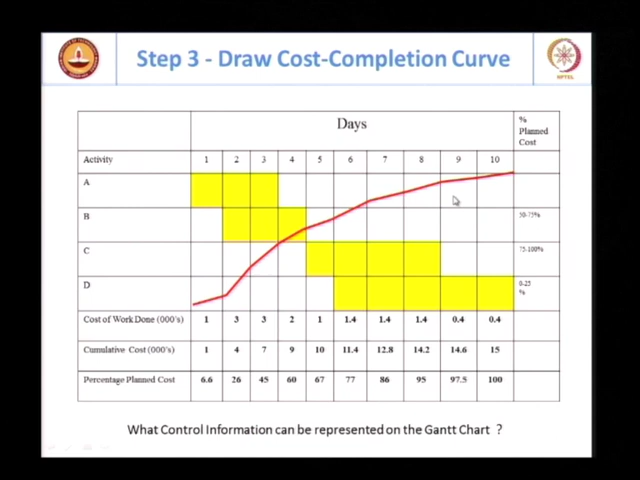 Step 3 - Draw Cost-Completion Curve
NPTEL
Days
%
Planned
Cost
Activity 1 2 3 4 5 6 7 8 9 10
A
B 50-75%
C 75-100%
D 0-25
%
Cost of Work Done (000's) 1 3 3 2 1 1.4 1.4 1.4 0.4 0.4
Cumulative Cost (000's) 1 4 7 9 10 11.4 12.8 14.2 14.6 15
Percentage Planned Cost 6.6 26 45 60 67 77 86 95 97.5 100
What Control Information can be represented on the Gantt Chart ?